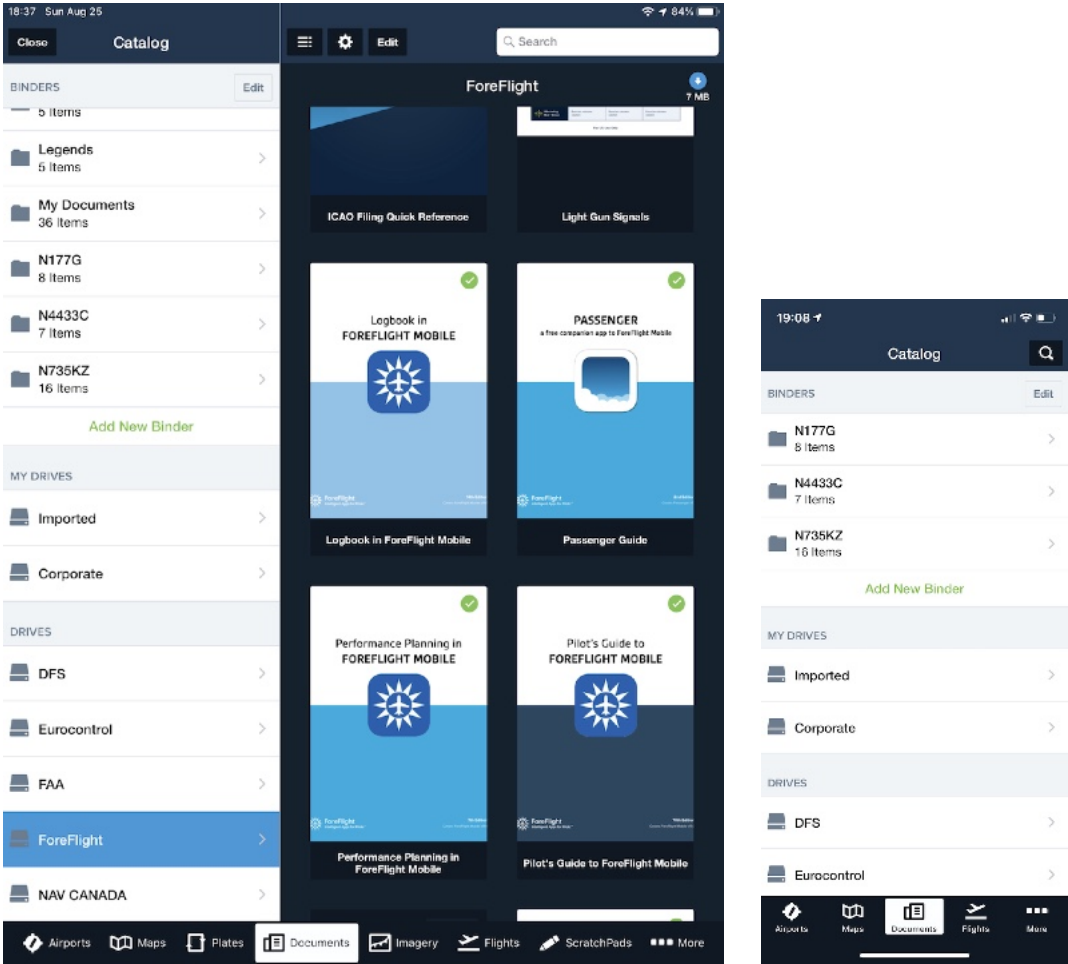 18:37 Sun Aug 25
84%
Close
Catalog
Edit
Search
BINDERS
Edit
5 Items
Legends
5 Items
My Documents
36 Items
N177G
8 Items
N4433C
7 Items
N735KZ
16 Items
Add New Binder
MY DRIVES
Imported
Corporate
DRIVES
DFS
Eurocontrol
FAA
ForeFlight
NAV CANADA
ForeFlight
7 MB
ICAO Filing Quick Reference
Light Gun Signals
Logbook in
FOREFLIGHT MOBILE
ForeFlight
Logbook in ForeFlight Mobile
PASSENGER
a free companion app to ForeFlight Mobile
ForeFlight
Passenger Guide
Performance Planning in
FOREFLIGHT MOBILE
ForeFlight
Performance Planning in
ForeFlight Mobile
Pilot's Guide to
FOREFLIGHT MOBILE
ForeFlight
Pilot's Guide to ForeFlight Mobile
Airports
Maps
Plates
Documents
Imagery
Flights
ScratchPads
More
19:08
Catalog
BINDERS
Edit
N177G
8 Items
N4433C
7 Items
N735KZ
16 Items
Add New Binder
MY DRIVES
Imported
Corporate
DRIVES
DFS
Eurocontrol
Airports
Maps
Documents
Flights
More